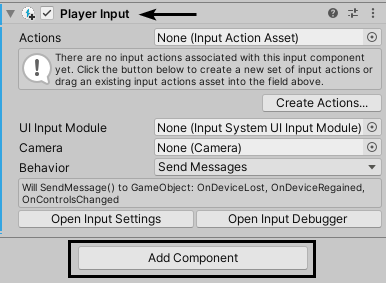 Player Input
Actions
None (Input Action Asset)
There are no input actions associated with this input component
yet. Click the button below to create a new set of input actions or
drag an existing input actions asset into the field above.
Create Actions...
UI Input Module
None (Input System UI Input Module)
Camera
None (Camera)
Behavior
Send Messages
Will SendMessage() to GameObject: OnDeviceLost, OnDeviceRegained,
OnControlsChanged
Open Input Settings
Open Input Debugger
Add Component